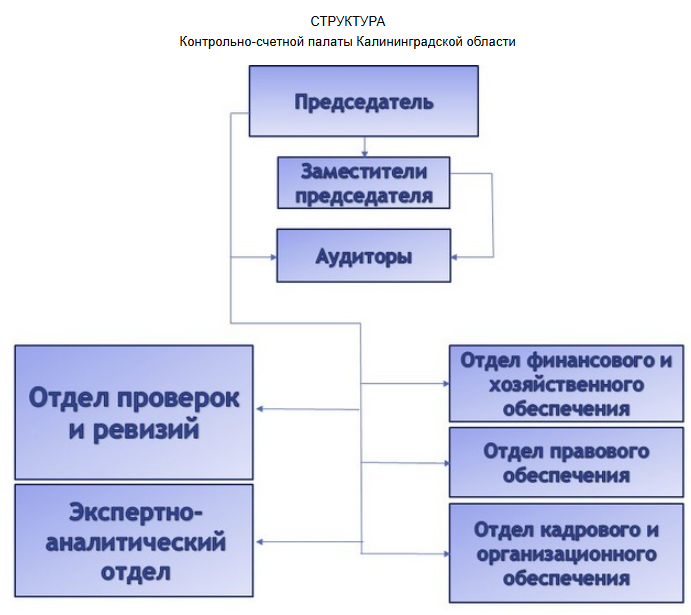 СТРУКТУРА
Контрольно-счетной палаты Калининградской области
Председатель
Заместители
председателя
Аудиторы
Отдел проверок
и ревизий
Экспертно-
аналитический
отдел
Отдел финансового и
хозяйственного
обеспечения
Отдел правового
обеспечения
Отдел кадрового и
организационного
обеспечения